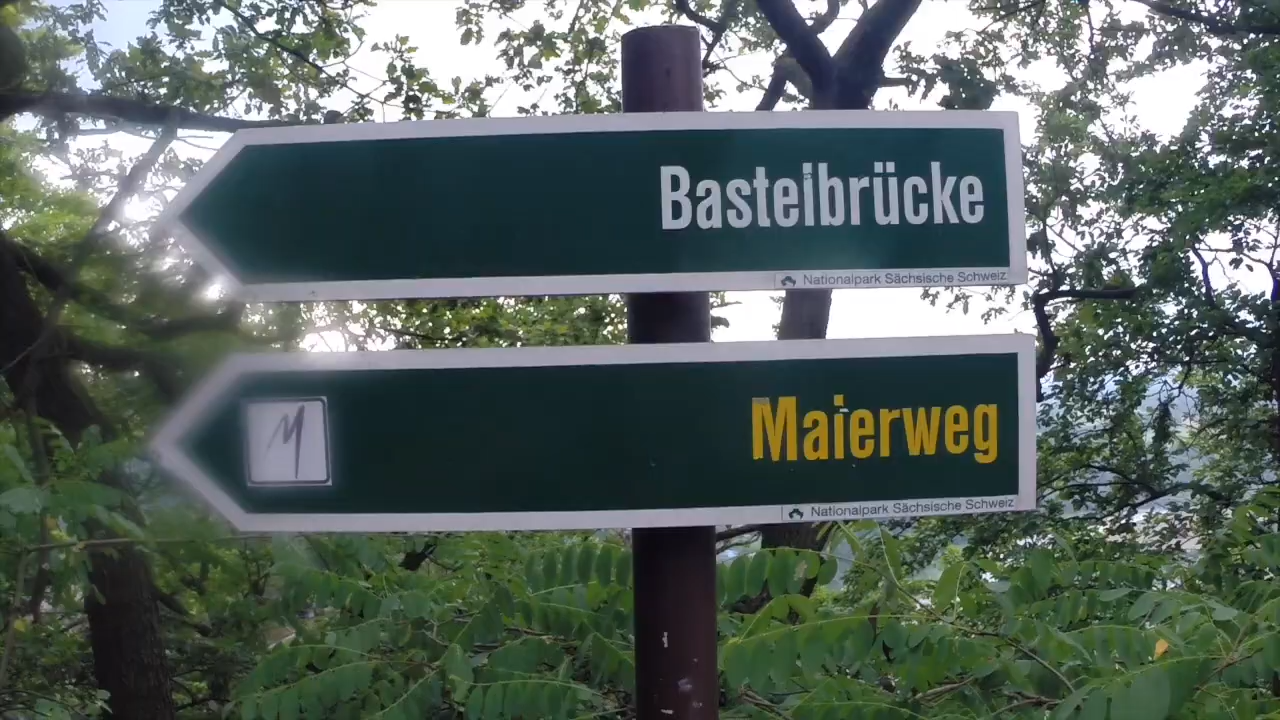 Basteibrücke
Nationalpark Sächsische Schweiz
M
Maierweg
Nationalpark Sächsische Schweiz